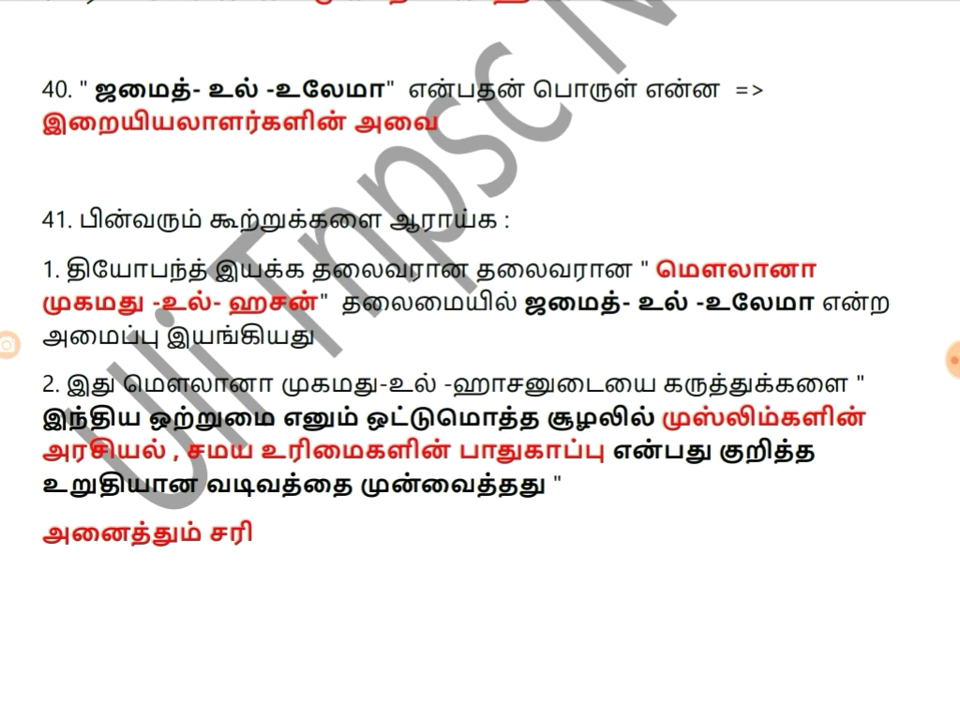 40. " ஜமைத்- உல் -உலேமா" என்பதன் பொருள் என்ன =>
இறையியலாளர்களின் அவை
41. பின்வரும் கூற்றுக்களை ஆராய்க :
1. தியோபந்த் இயக்க தலைவரான தலைவரான " மௌலானா
முகமது -உல்- ஹசன்" தலைமையில் ஜமைத்- உல் -உலேமா என்ற
அமைப்பு இயங்கியது
2. இது மௌலானா முகமது-உல் -ஹாசனுடையை கருத்துக்களை "
இந்திய ஒற்றுமை எனும் ஒட்டுமொத்த சூழலில் முஸ்லிம்களின்
அரசியல் , சமய உரிமைகளின் பாதுகாப்பு என்பது குறித்த
உறுதியான வடிவத்தை முன்வைத்தது "
அனைத்தும் சரி
Tnpsc